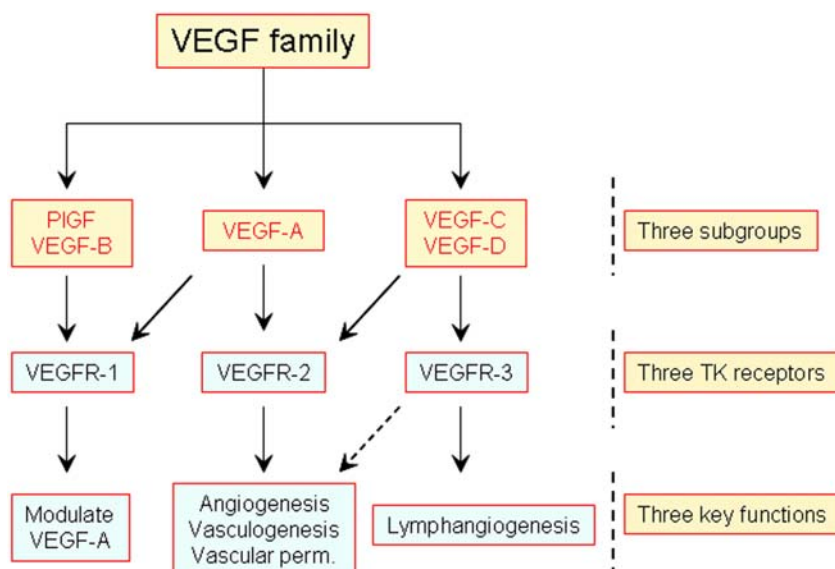 VEGF family
PIGF
VEGF-B
VEGF-A
VEGF-C
VEGF-D
Three subgroups
VEGFR-1
VEGFR-2
VEGFR-3
Three TK receptors
Modulate
VEGF-A
Angiogenesis
Vasculogenesis
Vascular perm.
Lymphangiogenesis
Three key functions